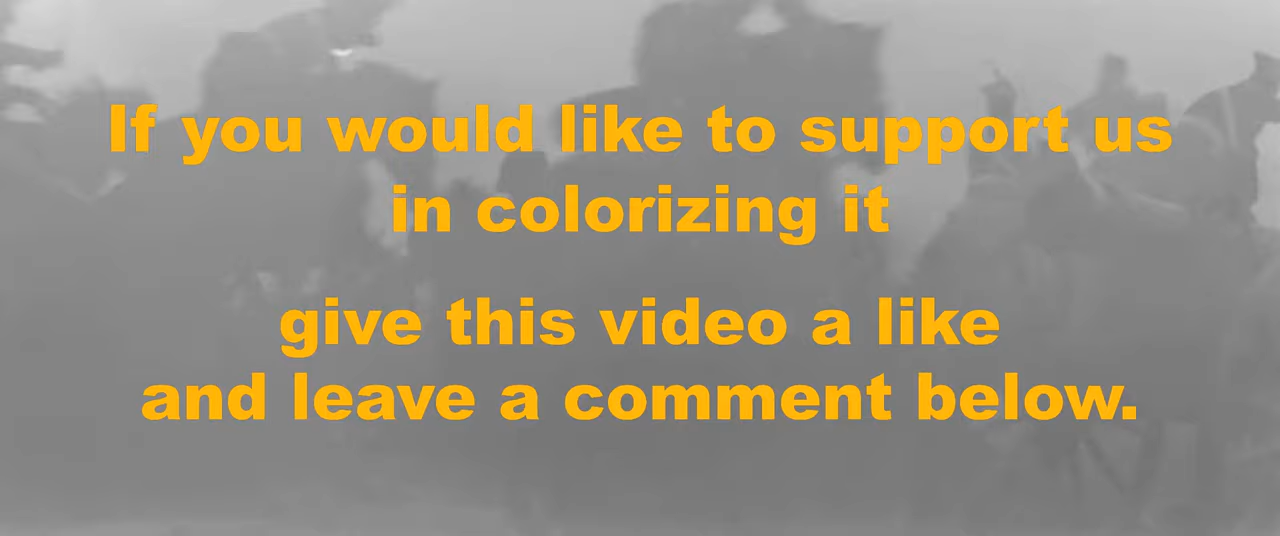 If you would like to support us
in colorizing it
give this video a like
and leave a comment below.